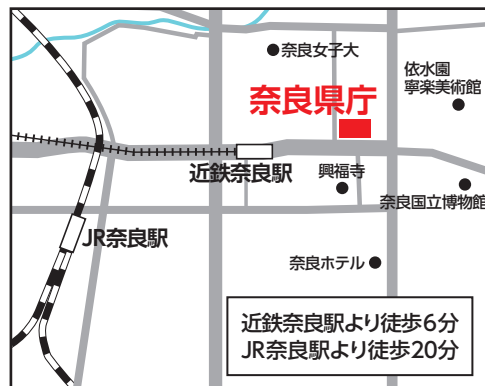 奈良女子大
依水園
寧楽美術館
奈良県庁
近鉄奈良駅
興福寺
奈良国立博物館
JR奈良駅
奈良ホテル
近鉄奈良駅より徒歩6分
JR奈良駅より徒歩20分